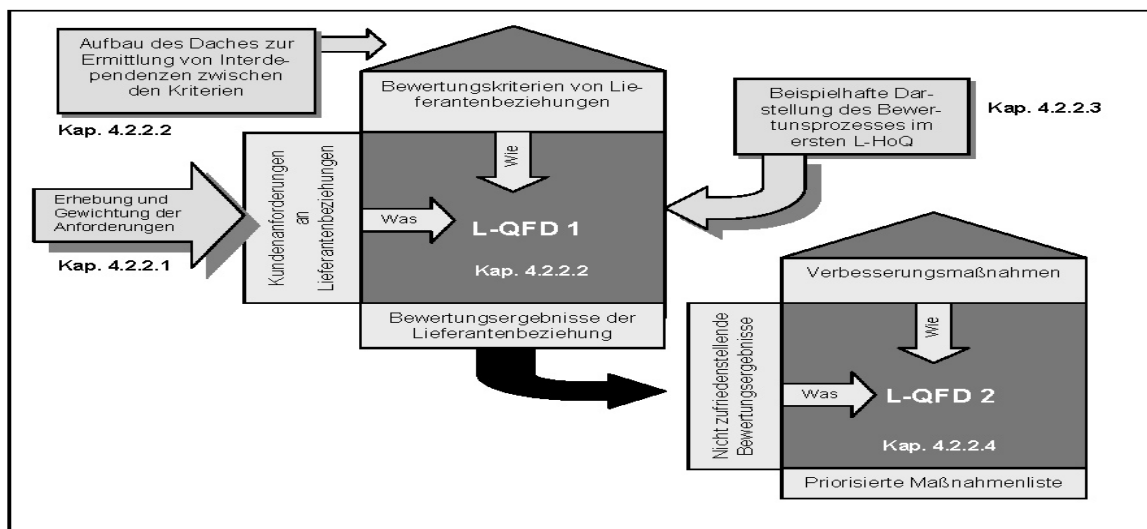 Aufbau des Daches zur
Ermittlung von Interde-
pendenzen zwischen
den Kriterien
Kap. 4.2.2.2
Bewertungskriterien von Lie-
ferantenbeziehungen
Beispielhafte Dar-
stellung des Bewer-
tunsprozesses im
ersten L-HoQ
Kap. 4.2.2.3
Erhebung und
Gewichtung der
Anforderungen
Kap. 4.2.2.1
Kundenanforderungen
an
Lieferantenbeziehungen
Wie
Was
L-QFD 1
Kap. 4.2.2.2
Bewertungsergebnisse der
Lieferantenbeziehung
Verbesserungsmaßnahmen
Nicht zufriedenstellende
Bewertungsergebnisse
Wie
Was
L-QFD 2
Kap. 4.2.2.4
Priorisierte Maßnahmenliste